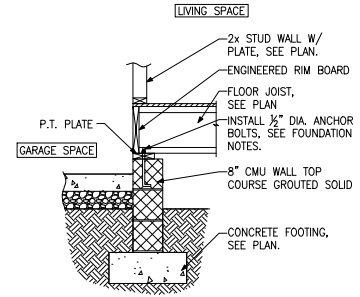 LIVING SPACE
2x STUD WALL W/
PLATE, SEE PLAN.
ENGINEERED RIM BOARD
FLOOR JOIST,
SEE PLAN
P.T. PLATE
INSTALL ½" DIA. ANCHOR
BOLTS, SEE FOUNDATION
NOTES.
GARAGE SPACE
8" CMU WALL TOP
COURSE GROUTED SOLID
CONCRETE FOOTING,
SEE PLAN.